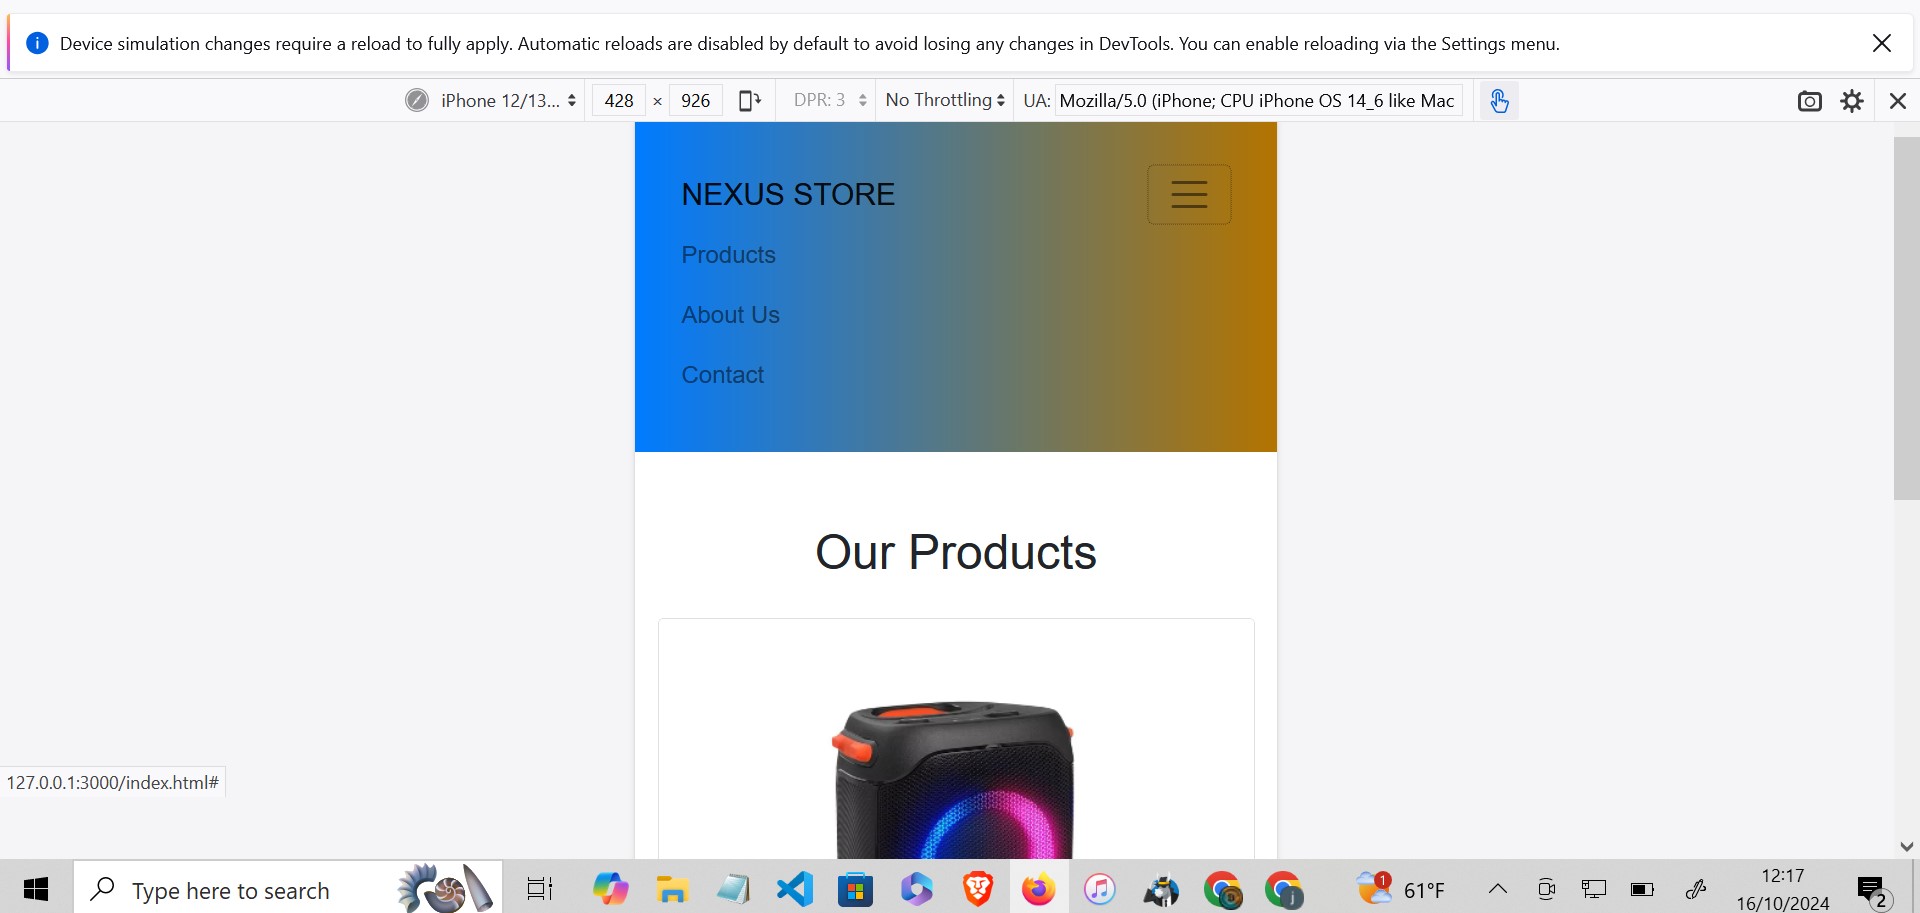 Device simulation changes require a reload to fully apply. Automatic reloads are disabled by default to avoid losing any changes in DevTools. You can enable reloading via the Settings menu.
iPhone 12/13... 428 × 926 DPR: 3 No Throttling UA: Mozilla/5.0 (iPhone; CPU iPhone OS 14_6 like Mac
NEXUS STORE
Products
About Us
Contact
Our Products
127.0.0.1:3000/index.html#
Type here to search
1
61°F
12:17
16/10/2024
2